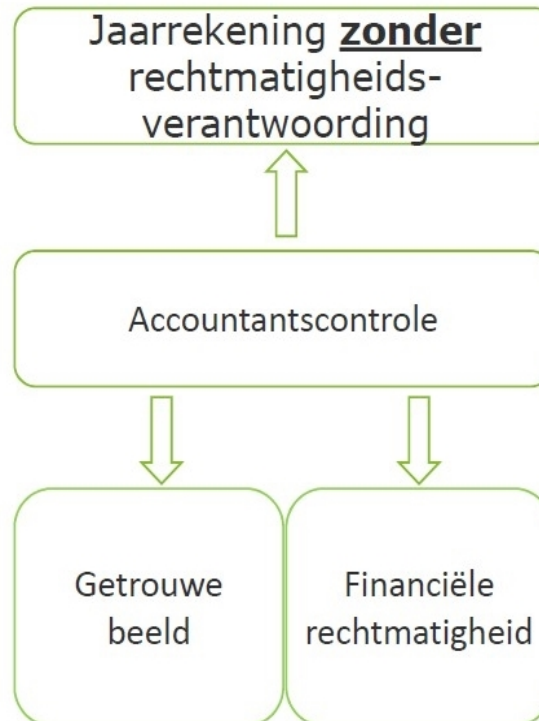 Jaarrekening zonder
rechtmatigheids-
verantwoording
Accountantscontrole
Getrouwe
beeld
Financiële
rechtmatigheid